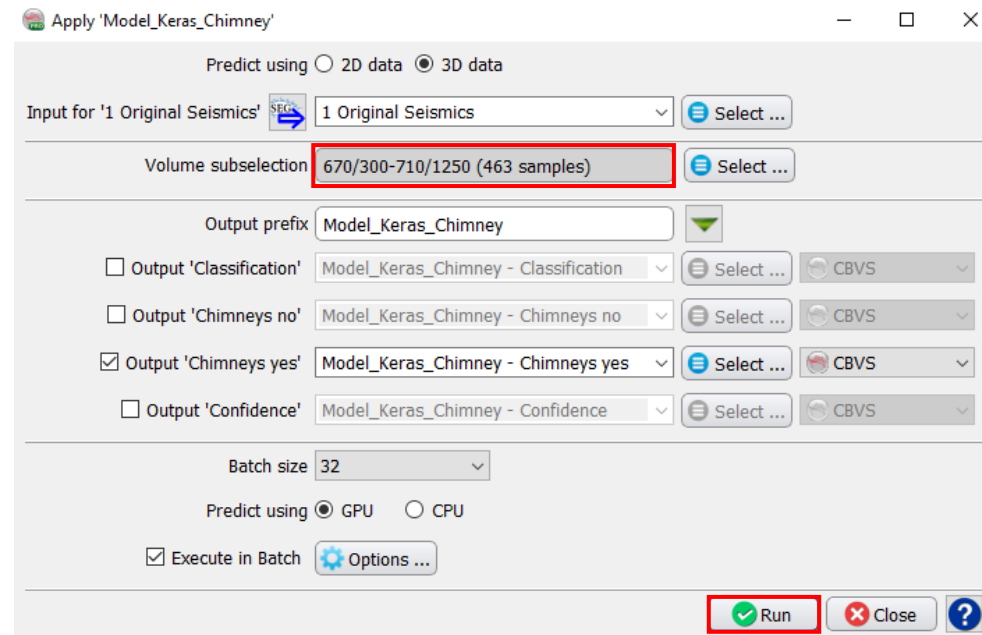 Apply 'Model_Keras_Chimney'
Predict using 2D data 3D data
Input for '1 Original Seismics' SEG 1 Original Seismics Select ...
Volume subselection 670/300-710/1250 (463 samples) Select ...
Output prefix Model_Keras_Chimney
Output 'Classification' Model_Keras_Chimney - Classification Select ... CBVS
Output 'Chimneys no' Model_Keras_Chimney - Chimneys no Select ... CBVS
Output 'Chimneys yes' Model_Keras_Chimney - Chimneys yes Select ... CBVS
Output 'Confidence' Model_Keras_Chimney - Confidence Select ... CBVS
Batch size 32
Predict using GPU CPU
Execute in Batch Options ...
Run Close ?